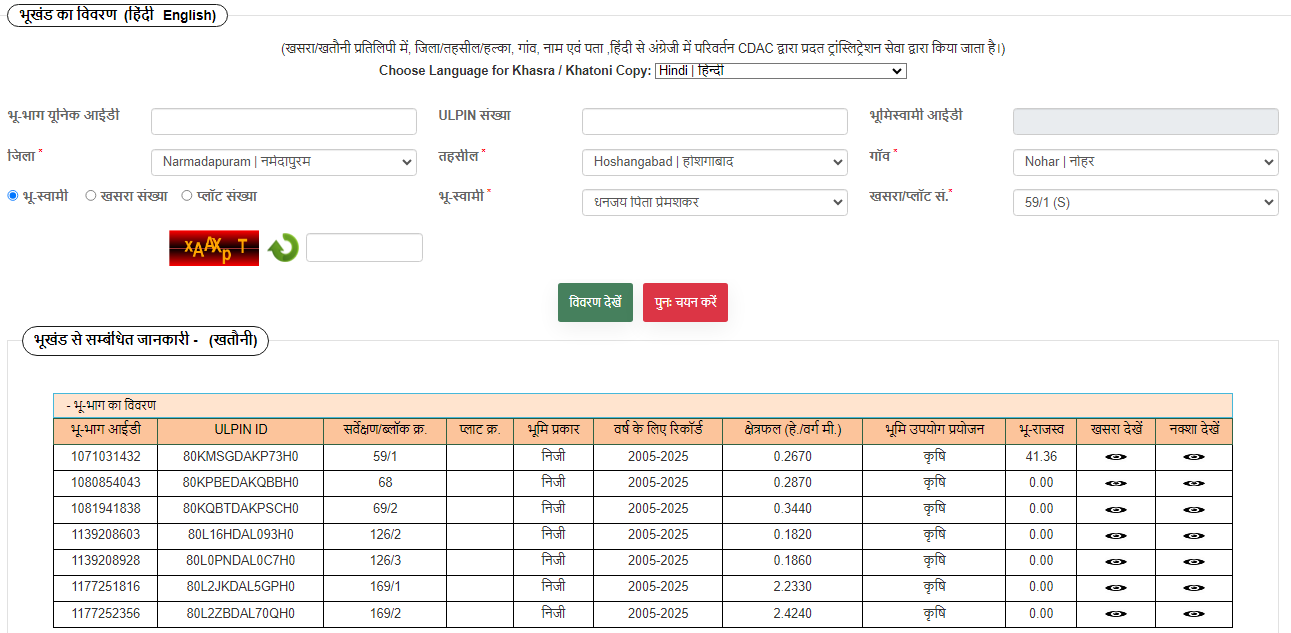 भूखंड का विवरण (हिंदी English)
(खसरा/खतौनी प्रतिलिपी में, जिला/तहसील/हल्का, गांव, नाम एवं पता ,हिंदी से अंग्रेजी में परिवर्तन CDAC द्वारा प्रदत ट्रांस्लिट्रेशन सेवा द्वारा किया जाता है।)
Choose Language for Khasra / Khatoni Copy: Hindi | हिन्दी
भू-भाग यूनिक आईडी ULPIN संख्या भूमिस्वामी आईडी
जिला * Narmadapuram | नर्मदापुरम तहसील * Hoshangabad | होशंगाबाद गाँव * Nohar | नोहर
भू-स्वामी खसरा संख्या प्लॉट संख्या भू-स्वामी * धनजय पिता प्रेमशकर खसरा/प्लॉट सं.* 59/1 (S)
xAAXpT
विवरण देखें पुनः चयन करें
भूखंड से सम्बंधित जानकारी - (खतौनी)
- भू-भाग का विवरण
भू-भाग आईडी ULPIN ID सर्वेक्षण/ब्लॉक क्र. प्लाट क्र. भूमि प्रकार वर्ष के लिए रिकॉर्ड क्षेत्रफल (हे./वर्ग मी.) भूमि उपयोग प्रयोजन भू-राजस्व खसरा देखें नक्शा देखें
1071031432 80KMSGDAKP73H0 59/1 निजी 2005-2025 0.2670 कृषि 41.36
1080854043 80KPBEDAKQBBH0 68 निजी 2005-2025 0.2870 कृषि 0.00
1081941838 80KQBTDAKPSCH0 69/2 निजी 2005-2025 0.3440 कृषि 0.00
1139208603 80L16HDAL093H0 126/2 निजी 2005-2025 0.1820 कृषि 0.00
1139208928 80L0PNDAL0C7H0 126/3 निजी 2005-2025 0.1860 कृषि 0.00
1177251816 80L2JKDAL5GPH0 169/1 निजी 2005-2025 2.2330 कृषि 0.00
1177252356 80L2ZBDAL70QH0 169/2 निजी 2005-2025 2.4240 कृषि 0.00